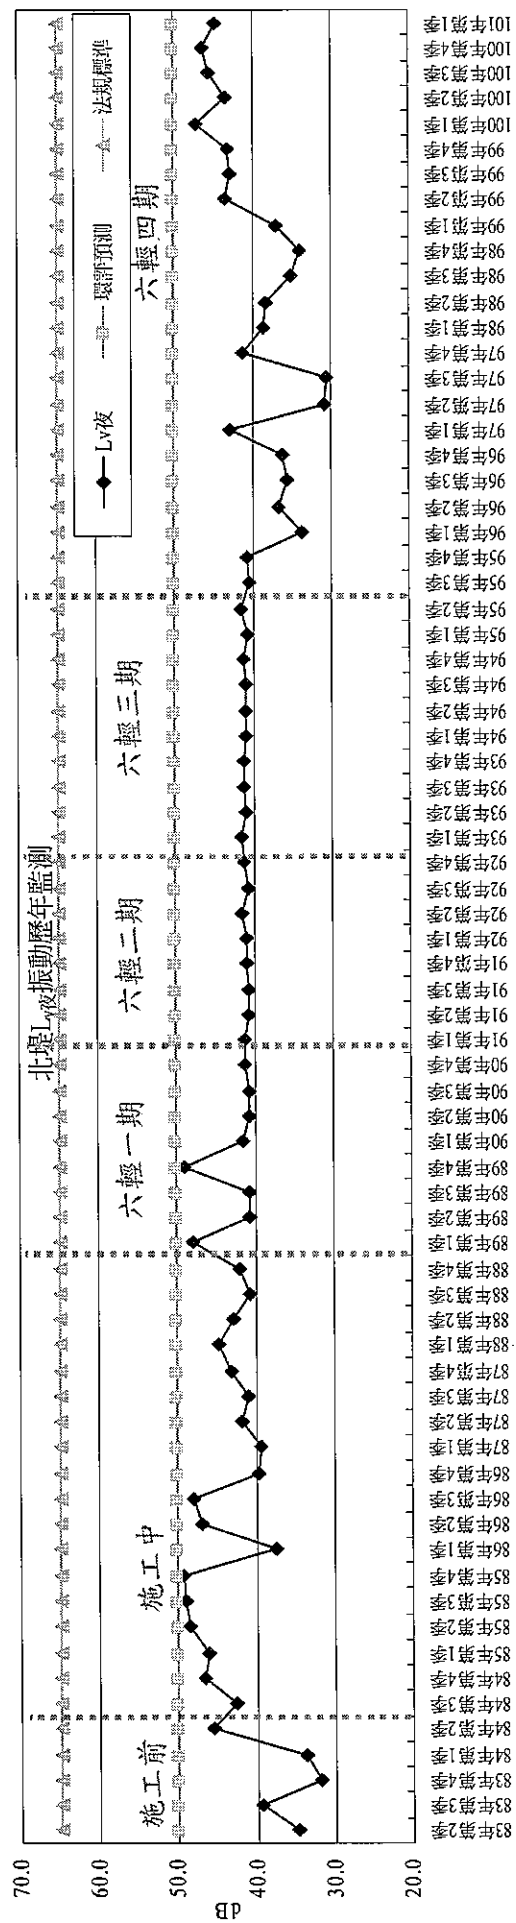 北堤Lv夜振動歷年監測
Lv夜
環評預測
法規標準
施工前
施工中
六輕一期
六輕二期
六輕三期
六輕四期
dB
70.0
60.0
50.0
40.0
30.0
20.0
83年第2季
83年第3季
83年第4季
84年第1季
84年第2季
84年第3季
84年第4季
85年第1季
85年第2季
85年第3季
85年第4季
86年第1季
86年第2季
86年第3季
86年第4季
87年第1季
87年第2季
87年第3季
87年第4季
88年第1季
88年第2季
88年第3季
88年第4季
89年第1季
89年第2季
89年第3季
89年第4季
90年第1季
90年第2季
90年第3季
90年第4季
91年第1季
91年第2季
91年第3季
91年第4季
92年第1季
92年第2季
92年第3季
92年第4季
93年第1季
93年第2季
93年第3季
93年第4季
94年第1季
94年第2季
94年第3季
94年第4季
95年第1季
95年第2季
95年第3季
95年第4季
96年第1季
96年第2季
96年第3季
96年第4季
97年第1季
97年第2季
97年第3季
97年第4季
98年第1季
98年第2季
98年第3季
98年第4季
99年第1季
99年第2季
99年第3季
99年第4季
100年第1季
100年第2季
100年第3季
100年第4季
101年第1季